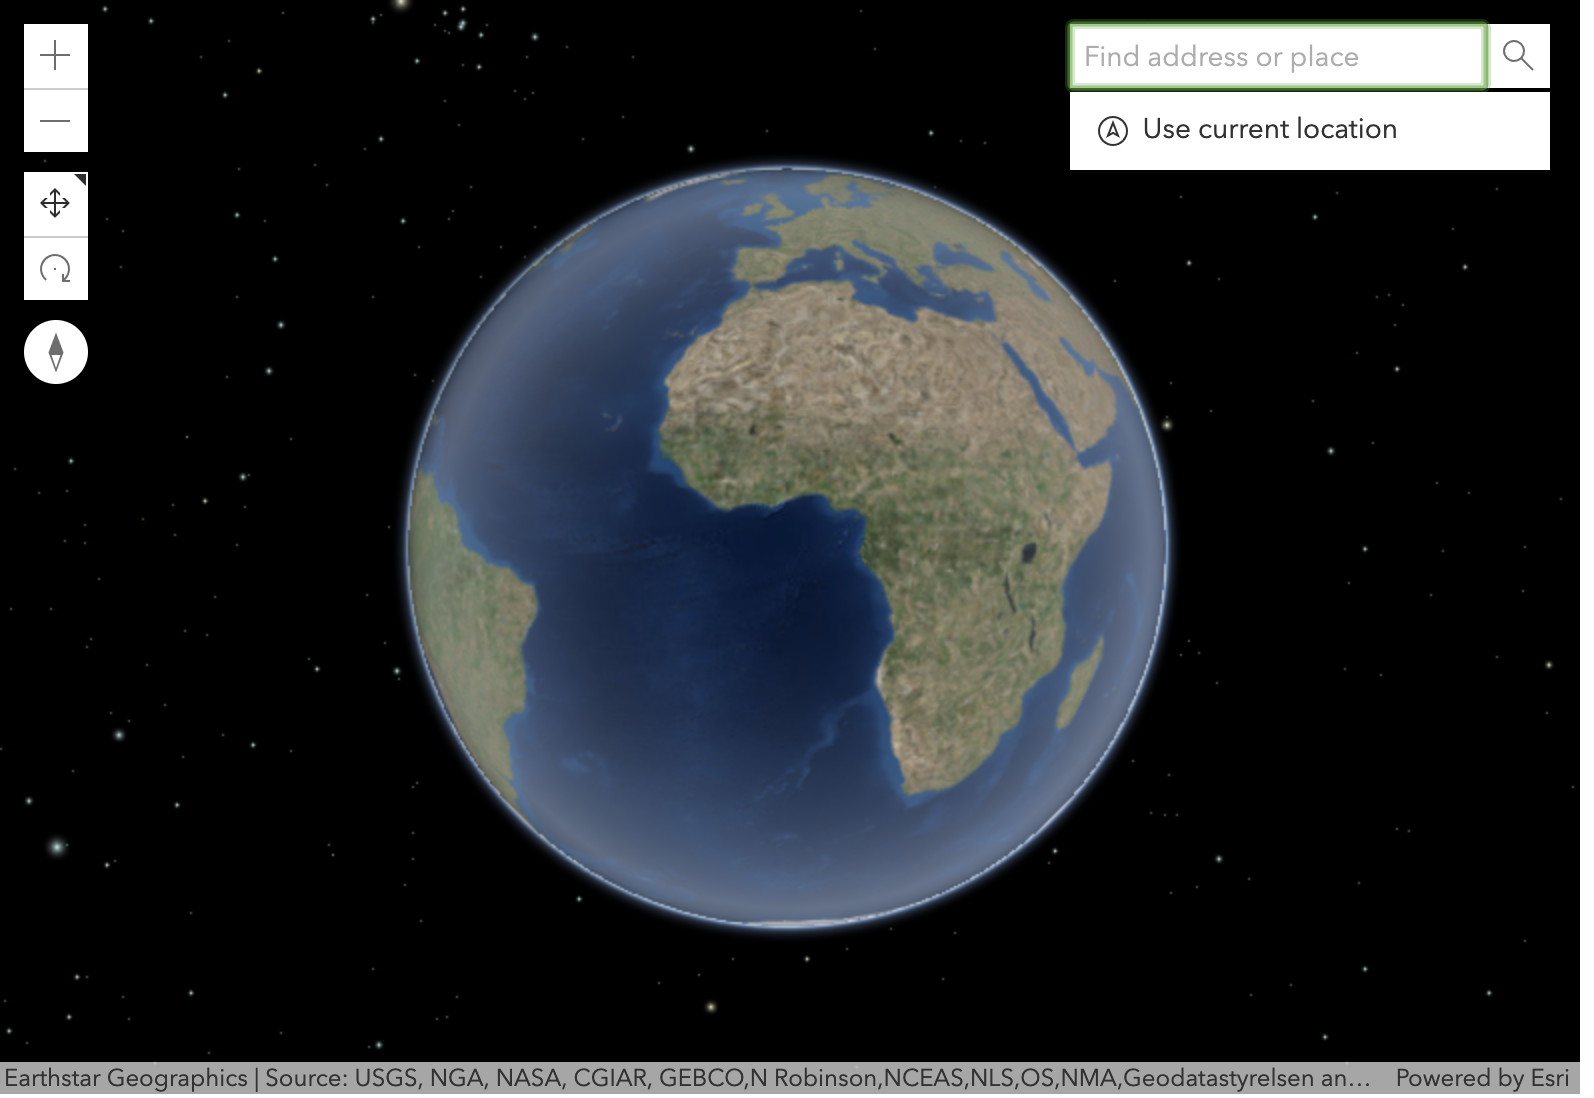 Find address or place
Use current location
Earthstar Geographics | Source: USGS, NGA, NASA, CGIAR, GEBCO,N Robinson,NCEAS,NLS,OS,NMA,Geodatastyrelsen an... Powered by Esri